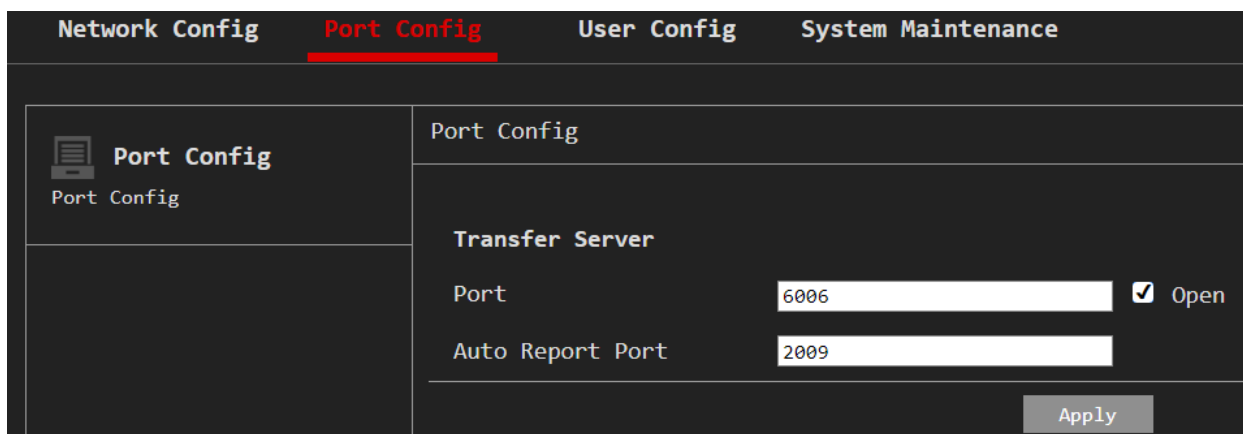 Network Config Port Config User Config System Maintenance
Port Config
Port Config
Port Config
Transfer Server
Port 6006 Open
Auto Report Port 2009
Apply